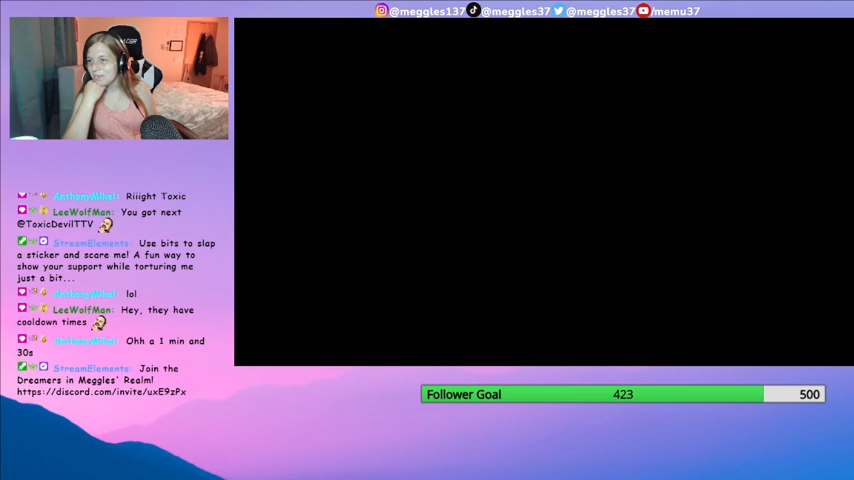 @meggles137 @meggles37 @meggles37 /memu37
AnthonyMikel: Riiight Toxic
LeeWolfMan: You got next
@ToxicDevilTTV
StreamElements: Use bits to slap
a sticker and scare me! A fun way to
show your support while torturing me
just a bit...
AnthonyMikel: lol
LeeWolfMan: Hey, they have
cooldown times
AnthonyMikel: Ohh a 1 min and
30s
StreamElements: Join the
Dreamers in Meggles' Realm!
https://discord.com/invite/uxE9zPx
Follower Goal 423 500